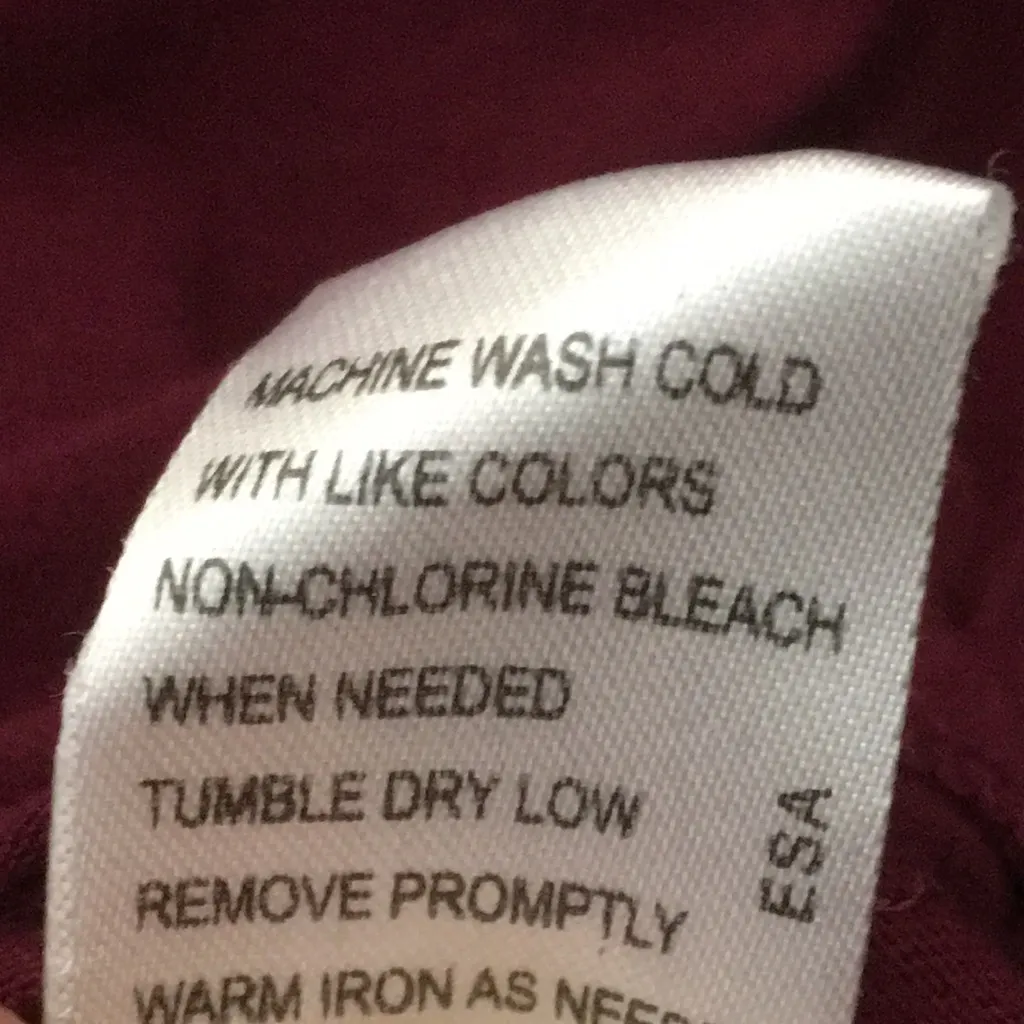 MACHINE WASH COLD
WITH LIKE COLORS
NON-CHLORINE BLEACH
WHEN NEEDED
TUMBLE DRY LOW
REMOVE PROMPTLY
WARM IRON AS
ESA